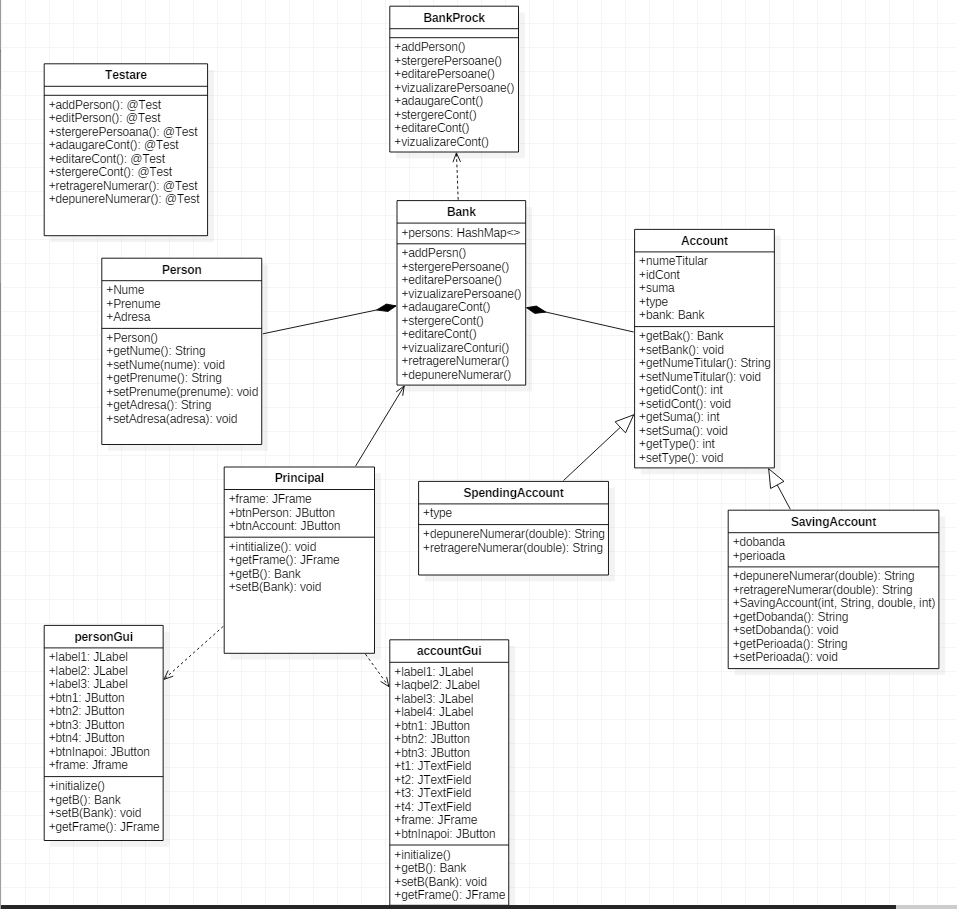 BankProck
+addPerson()
+stergerePersoane()
+editarePersoane()
+vizualizarePersoane()
+adaugareCont()
+stergereCont()
+editareCont()
+vizualizareCont()
Testare
+addPerson(): @Test
+editPerson(): @Test
+stergerePersoana(): @Test
+adaugareCont(): @Test
+editareCont(): @Test
+stergereCont(): @Test
+retragereNumerar(): @Test
+depunereNumerar(): @Test
Bank
+persons: HashMap<>
+addPersn()
+stergerePersoane()
+editarePersoane()
+vizualizarePersoane()
+adaugareCont()
+stergereCont()
+editareCont()
+vizualizareConturi()
+retragereNumerar()
+depunereNumerar()
Person
+Nume
+Prenume
+Adresa
+Person()
+getNume(): String
+setNume(nume): void
+getPrenume(): String
+setPrenume(prenume): void
+getAdresa(): String
+setAdresa(adresa): void
Account
+numeTitular
+idCont
+suma
+type
+bank: Bank
+getBak(): Bank
+setBank(): void
+getNumeTitular(): String
+setNumeTitular(): void
+getidCont(): int
+setidCont(): void
+getSuma(): int
+setSuma(): void
+getType(): int
+setType(): void
Principal
+frame: JFrame
+btnPerson: JButton
+btnAccount: JButton
+intitialize(): void
+getFrame(): JFrame
+getB(): Bank
+setB(Bank): void
SpendingAccount
+type
+depunereNumerar(double): String
+retragereNumerar(double): String
SavingAccount
+dobanda
+perioada
+depunereNumerar(double): String
+retragereNumerar(double): String
+SavingAccount(int, String, double, int)
+getDobanda(): String
+setDobanda(): void
+getPerioada(): String
+setPerioada(): void
personGui
+label1: JLabel
+label2: JLabel
+label3: JLabel
+btn1: JButton
+btn2: JButton
+btn3: JButton
+btn4: JButton
+btnInapoi: JButton
+frame: Jframe
+initialize()
+getB(): Bank
+setB(Bank): void
+getFrame(): JFrame
accountGui
+label1: JLabel
+laqbel2: JLabel
+label3: JLabel
+label4: JLabel
+btn1: JButton
+btn2: JButton
+btn3: JButton
+t1: JTextField
+t2: JTextField
+t3: JTextField
+t4: JTextField
+frame: JFrame
+btnInapoi: JButton
+initialize()
+getB(): Bank
+setB(Bank): void
+getFrame(): JFrame